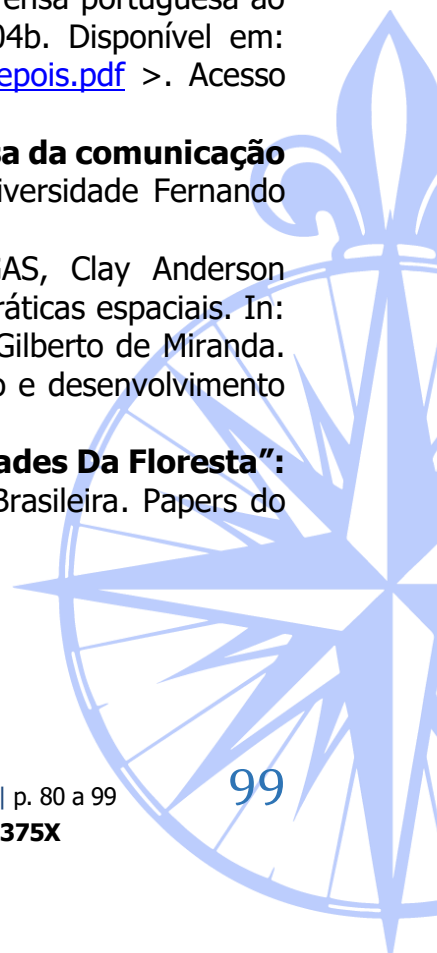 ensa portuguesa ao
04b. Disponível em:
epois.pdf >. Acesso
sa da comunicação
iversidade Fernando
GAS, Clay Anderson
ráticas espaciais. In:
Gilberto de Miranda.
o e desenvolvimento
ades Da Floresta”:
Brasileira. Papers do
| p. 80 a 99
99
375X